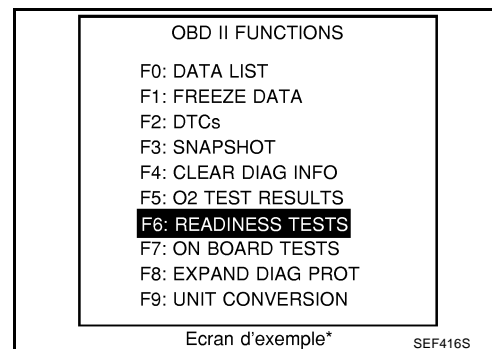 OBD II FUNCTIONS
F0: DATA LIST
F1: FREEZE DATA
F2: DTCs
F3: SNAPSHOT
F4: CLEAR DIAG INFO
F5: O2 TEST RESULTS
F6: READINESS TESTS
F7: ON BOARD TESTS
F8: EXPAND DIAG PROT
F9: UNIT CONVERSION
Ecran d'exemple*
SEF416S